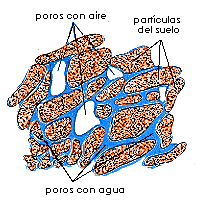 poros con aire
partículas
del suelo
poros con agua